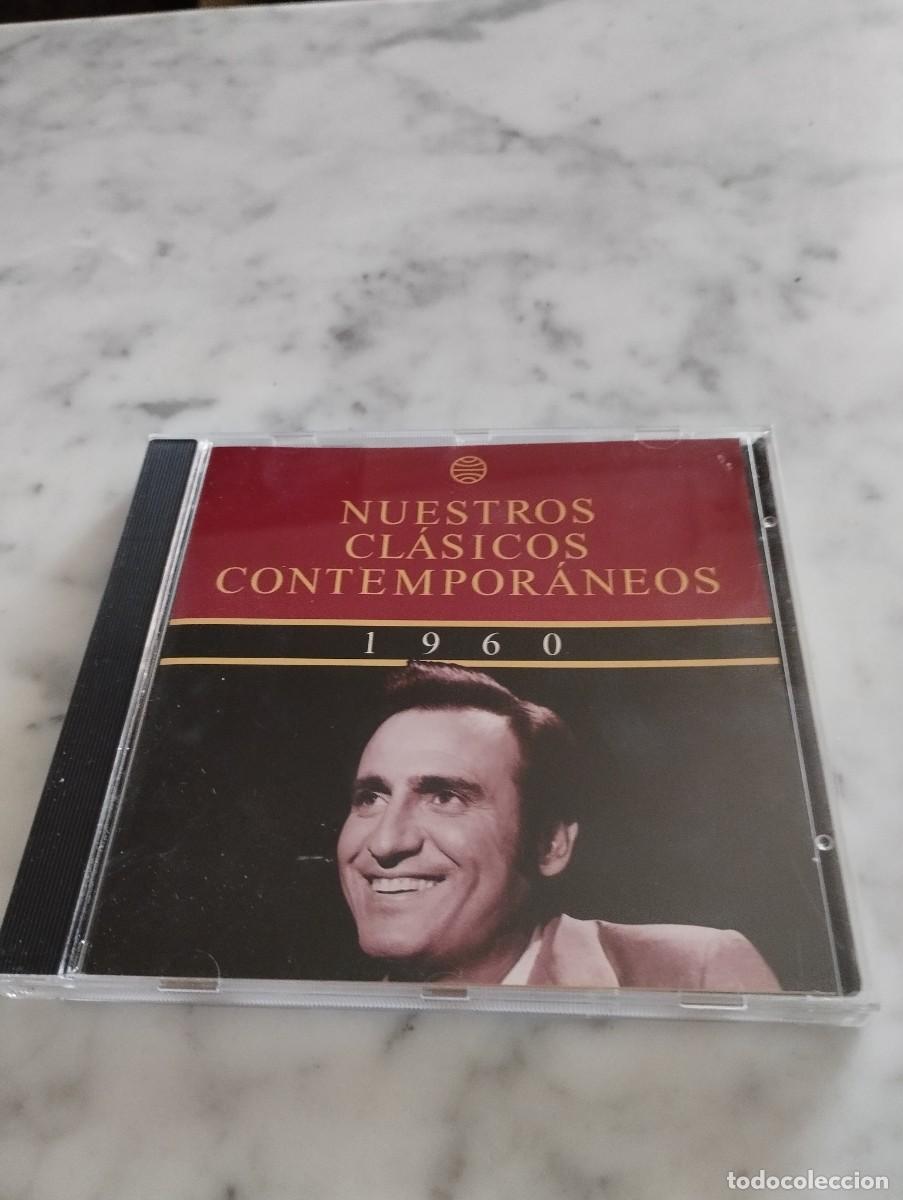 NUESTROS
CLÁSICOS
CONTEMPORÁNEOS
1960
todocoleccion